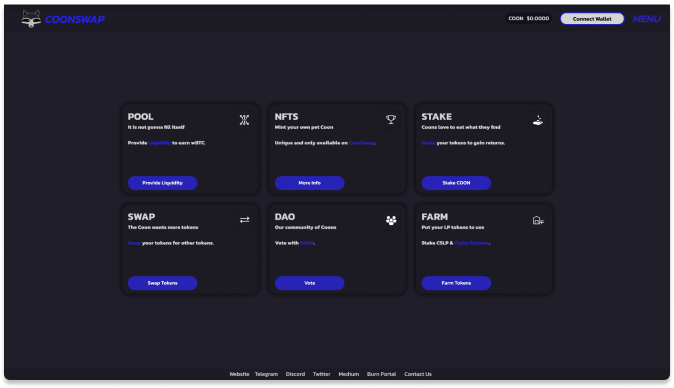 COONSWAP
COON $0.0000
Connect Wallet
MENU
POOL
It is not gonna fill itself
Provide Liquidity to earn wBTC.
Provide Liquidity
NFTS
Mint your own pet Coon
Unique and only available on CoonSwap.
More Info
STAKE
Coons love to eat what they find
Stake your tokens to gain returns.
Stake COON
SWAP
The Coon wants more tokens
Swap your tokens for other tokens.
Swap Tokens
DAO
Our community of Coons
Vote with COON.
Vote
FARM
Put your LP tokens to use
Stake CSLP &
Farm Tokens
Website Telegram Discord Twitter Medium Burn Portal Contact Us